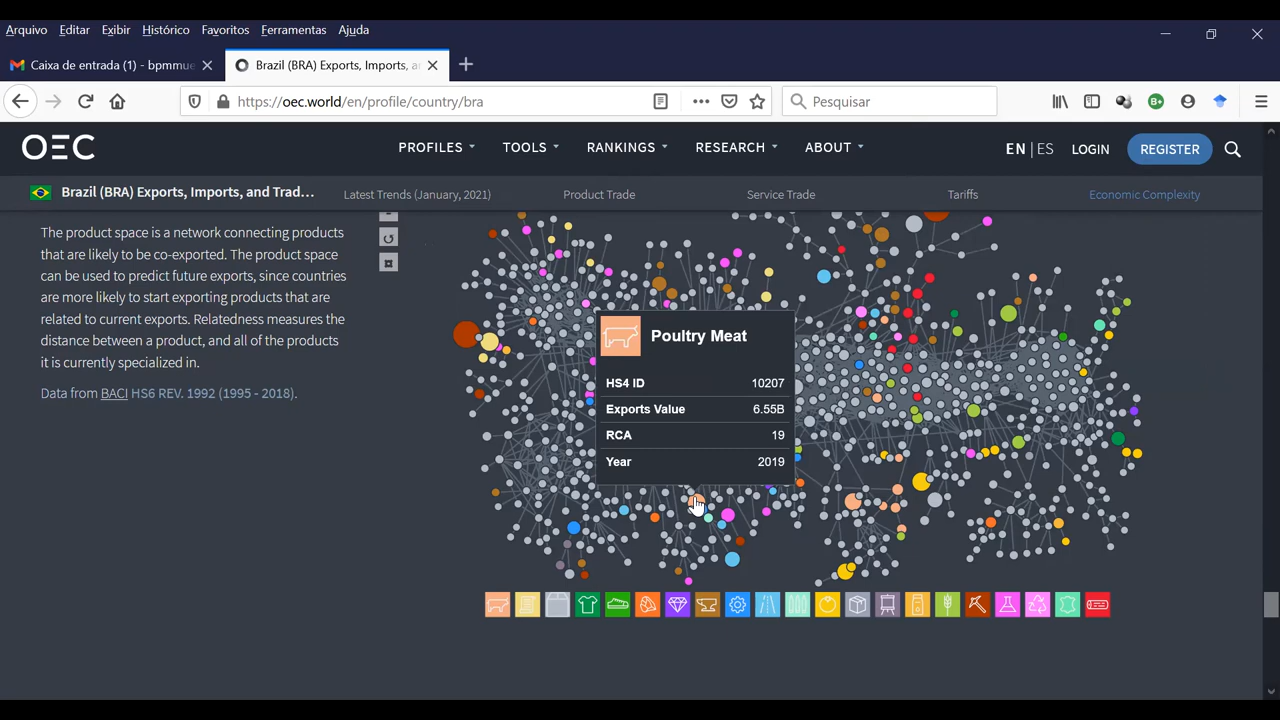 Arquivo Editar Exibir Histórico Favoritos Ferramentas Ajuda
Caixa de entrada (1) - bpmmue
Brazil (BRA) Exports, Imports, a
https://oec.world/en/profile/country/bra
Pesquisar
OEC
PROFILES TOOLS RANKINGS RESEARCH ABOUT
EN | ES LOGIN REGISTER
Brazil (BRA) Exports, Imports, and Trad...
Latest Trends (January, 2021) Product Trade Service Trade Tariffs Economic Complexity
The product space is a network connecting products
that are likely to be co-exported. The product space
can be used to predict future exports, since countries
are more likely to start exporting products that are
related to current exports. Relatedness measures the
distance between a product, and all of the products
it is currently specialized in.
Data from BACI HS6 REV. 1992 (1995 - 2018).
Poultry Meat
HS4 ID 10207
Exports Value 6.55B
RCA 19
Year 2019